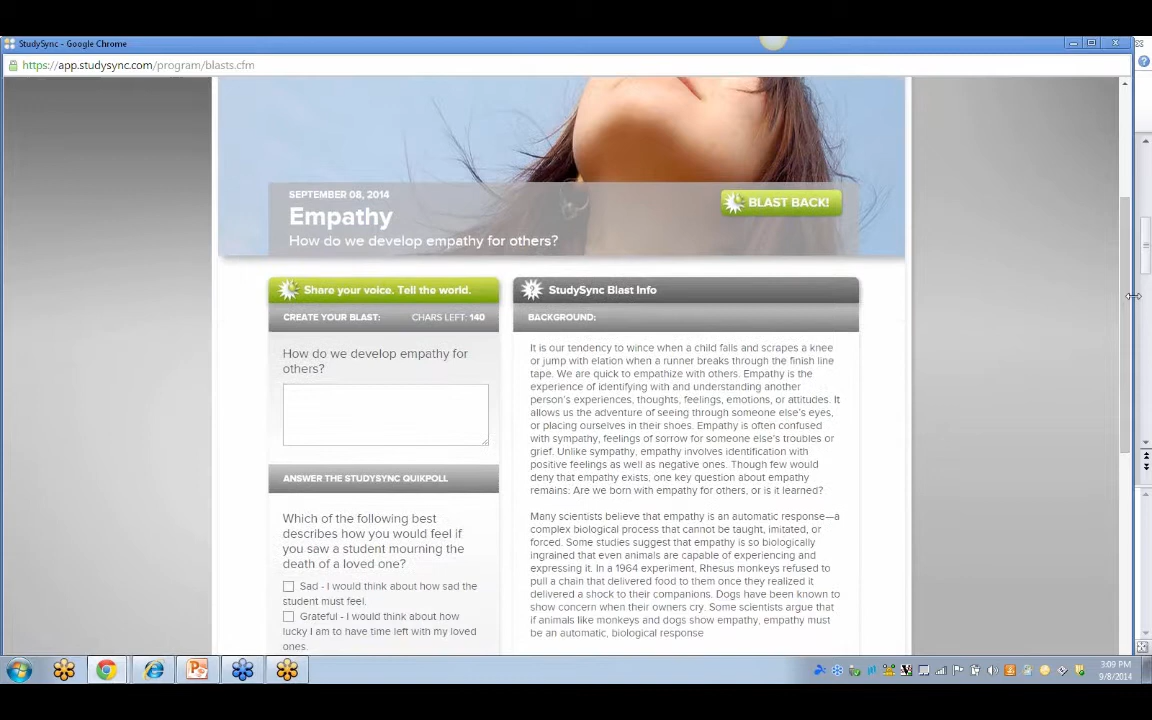 StudySync - Google Chrome
https://app.studysync.com/program/blasts.cfm
SEPTEMBER 08, 2014
Empathy
How do we develop empathy for others?
BLAST BACK!
Share your voice. Tell the world.
CREATE YOUR BLAST: CHARS LEFT: 140
How do we develop empathy for
others?
ANSWER THE STUDYSYNC QUIKPOLL
Which of the following best
describes how you would feel if
you saw a student mourning the
death of a loved one?
Sad - I would think about how sad the
student must feel.
Grateful - I would think about how
lucky I am to have time left with my loved
ones.
StudySync Blast Info
BACKGROUND:
It is our tendency to wince when a child falls and scrapes a knee
or jump with elation when a runner breaks through the finish line
tape. We are quick to empathize with others. Empathy is the
experience of identifying with and understanding another
person's experiences, thoughts, feelings, emotions, or attitudes. It
allows us the adventure of seeing through someone else's eyes,
or placing ourselves in their shoes. Empathy is often confused
with sympathy, feelings of sorrow for someone else's troubles or
grief. Unlike sympathy, empathy involves identification with
positive feelings as well as negative ones. Though few would
deny that empathy exists, one key question about empathy
remains: Are we born with empathy for others, or is it learned?
Many scientists believe that empathy is an automatic response—a
complex biological process that cannot be taught, imitated, or
forced. Some studies suggest that empathy is so biologically
ingrained that even animals are capable of experiencing and
expressing it. In a 1964 experiment, Rhesus monkeys refused to
pull a chain that delivered food to them once they realized it
delivered a shock to their companions. Dogs have been known to
show concern when their owners cry. Some scientists argue that
if animals like monkeys and dogs show empathy, empathy must
be an automatic, biological response
3:09 PM
9/8/2014